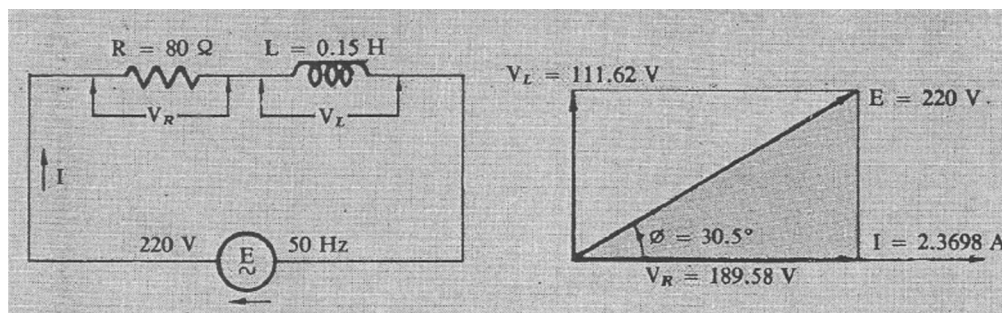 R = 80 Ω
L = 0.15 H
V_R
V_L
I
220 V
E
~
50 Hz
V_L = 111.62 V
E = 220 V.
Ø = 30.5°
I = 2.3698 A
V_R = 189.58 V